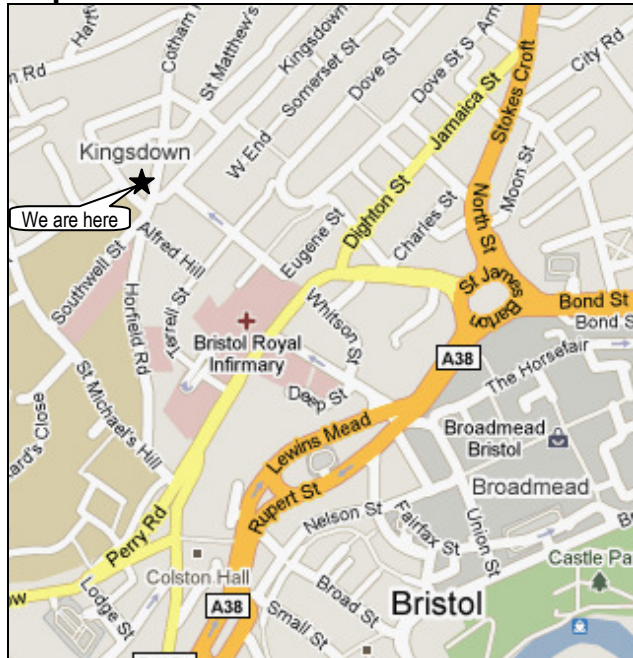 Cotham
St Matthew's
Kingsdown
Somerset St
Dove St
Dove St S
Jamaica St
Stokes Croft
City Rd
n Rd
Kingsdown
W End
We are here
Dighton St
Moon St
North St
Charles St
Eugene St
Alfred Hill
Southwell St
Horfield Rd
Terrell St
St James
Barton
Bond St
Bond S
Whitson St
Bristol Royal
Infirmary
A38
The Horsefair
Deep St
St Michael's Hill
ard's Close
Lewins Mead
Broadmead
Bristol
Broadmead
Rupert St
Nelson St
Fairfax St
Union St
Perry Rd
Colston Hall
Castle Pa
ow
Lodge St
A38
Broad St
Small St
Bristol